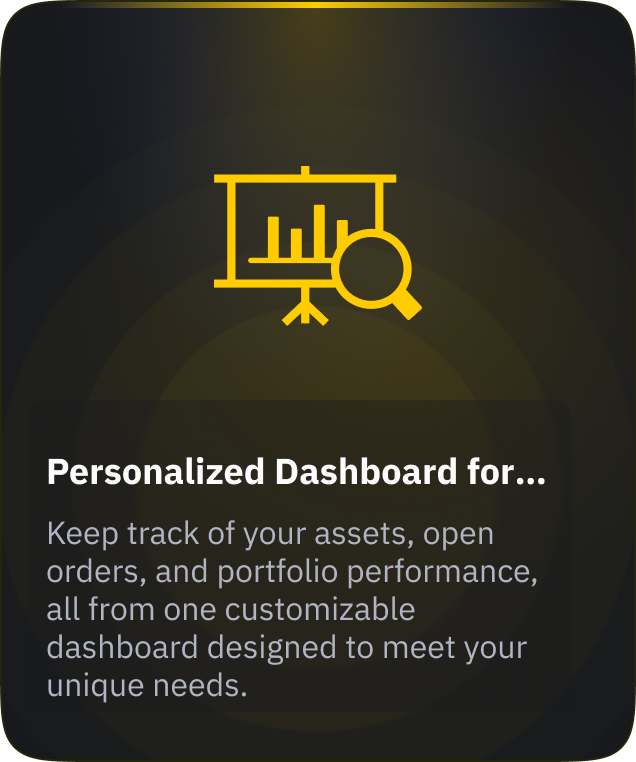 Personalized Dashboard for...
Keep track of your assets, open
orders, and portfolio performance,
all from one customizable
dashboard designed to meet your
unique needs.